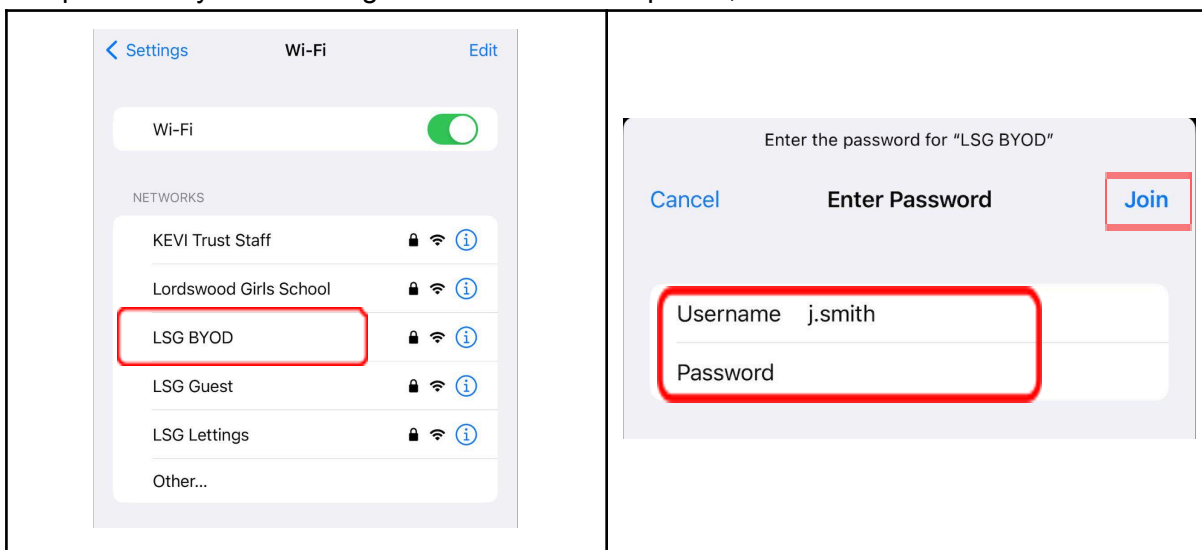 Settings Wi-Fi Edit
Wi-Fi
NETWORKS
KEVI Trust Staff
Lordswood Girls School
LSG BYOD
LSG Guest
LSG Lettings
Other...
Enter the password for “LSG BYOD”
Cancel Enter Password Join
Username j.smith
Password